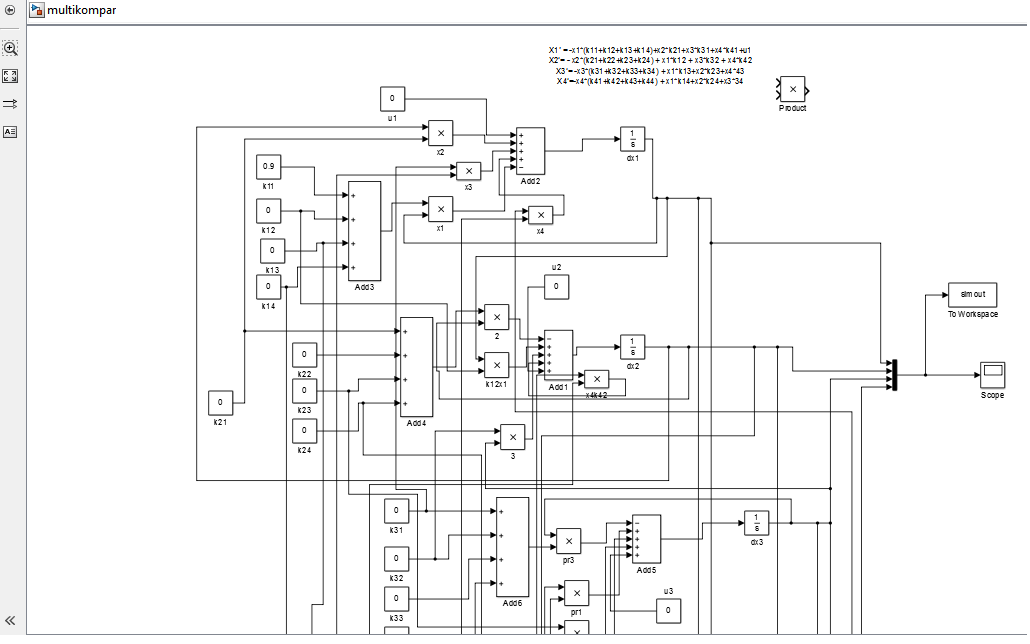 multikompar
X1' =-x1*(k11+k12+k13+k14)+x2*k21+x3*k31+x4*k41+u1
X2'= - x2*(k21+k22+k23+k24) + x1*k12 + x3*k32 + x4*k42
X3'=-x3*(k31+k32+k33+k34) +x1*k13+x2*k23+x4*43
X4'=-x4*(k41+k42+k43+k44) +x1*k14+x2*k24+x3*34
Product
0
u1
x2
Add2
1
s
dx1
0.9
k11
x3
0
k12
x1
x4
0
k13
0
k14
Add3
u2
0
simout
To Workspace
2
Add1
1
s
dx2
0
k22
k12x1
x4k42
Scope
0
k23
0
k21
Add4
0
k24
3
0
k31
1
s
dx3
0
k32
pr3
Add5
0
k33
Add6
pr1
u3
0